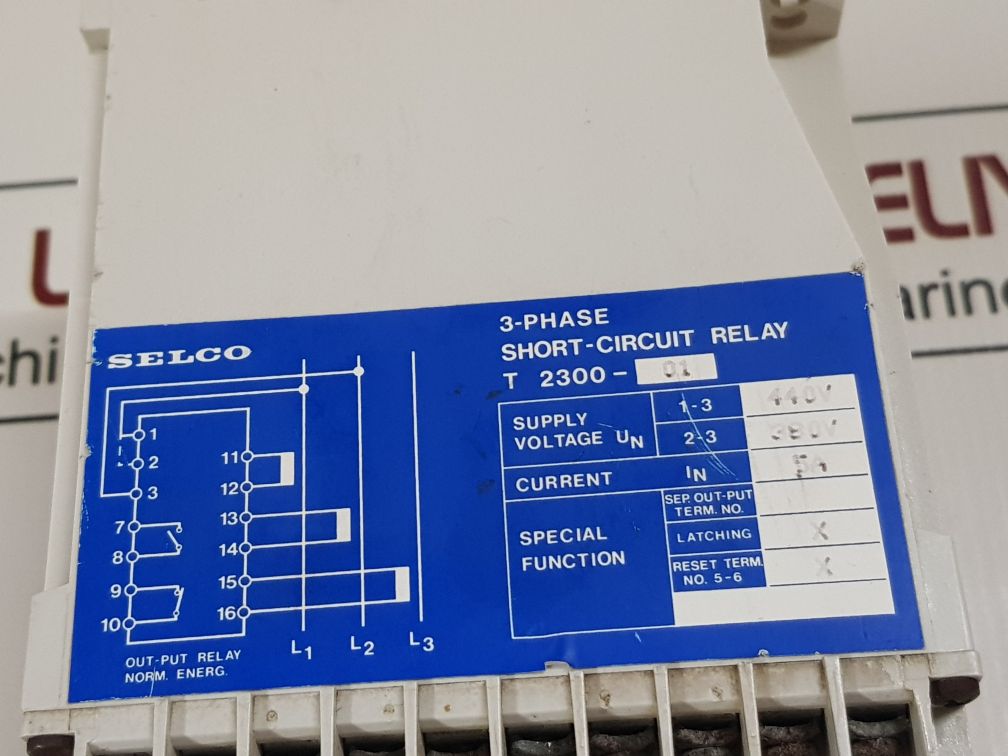 SELCO
3-PHASE
SHORT-CIRCUIT RELAY
T 2300 - 01
SUPPLY
VOLTAGE UN
1-3 440V
2-3 380V
CURRENT IN 5A
SPECIAL
FUNCTION
SEP. OUT-PUT
TERM. NO.
LATCHING X
RESET TERM.
NO. 5-6 X
1
2
3
7
8
9
10
11
12
13
14
15
16
L1 L2 L3
OUT-PUT RELAY
NORM. ENERG.